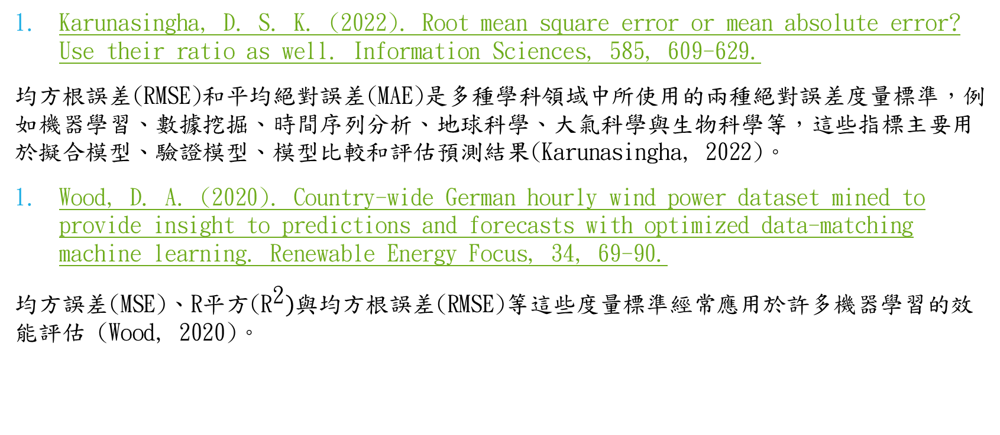 1. Karunasingha, D. S. K. (2022). Root mean square error or mean absolute error?
Use their ratio as well. Information Sciences, 585, 609-629.
均方根誤差(RMSE)和平均絕對誤差(MAE)是多種學科領域中所使用的兩種絕對誤差度量標準，例
如機器學習、數據挖掘、時間序列分析、地球科學、大氣科學與生物科學等，這些指標主要用
於擬合模型、驗證模型、模型比較和評估預測結果(Karunasingha, 2022)。
1. Wood, D. A. (2020). Country-wide German hourly wind power dataset mined to
provide insight to predictions and forecasts with optimized data-matching
machine learning. Renewable Energy Focus, 34, 69-90.
均方誤差(MSE)、R平方(R²)與均方根誤差(RMSE)等這些度量標準經常應用於許多機器學習的效
能評估 (Wood, 2020)。